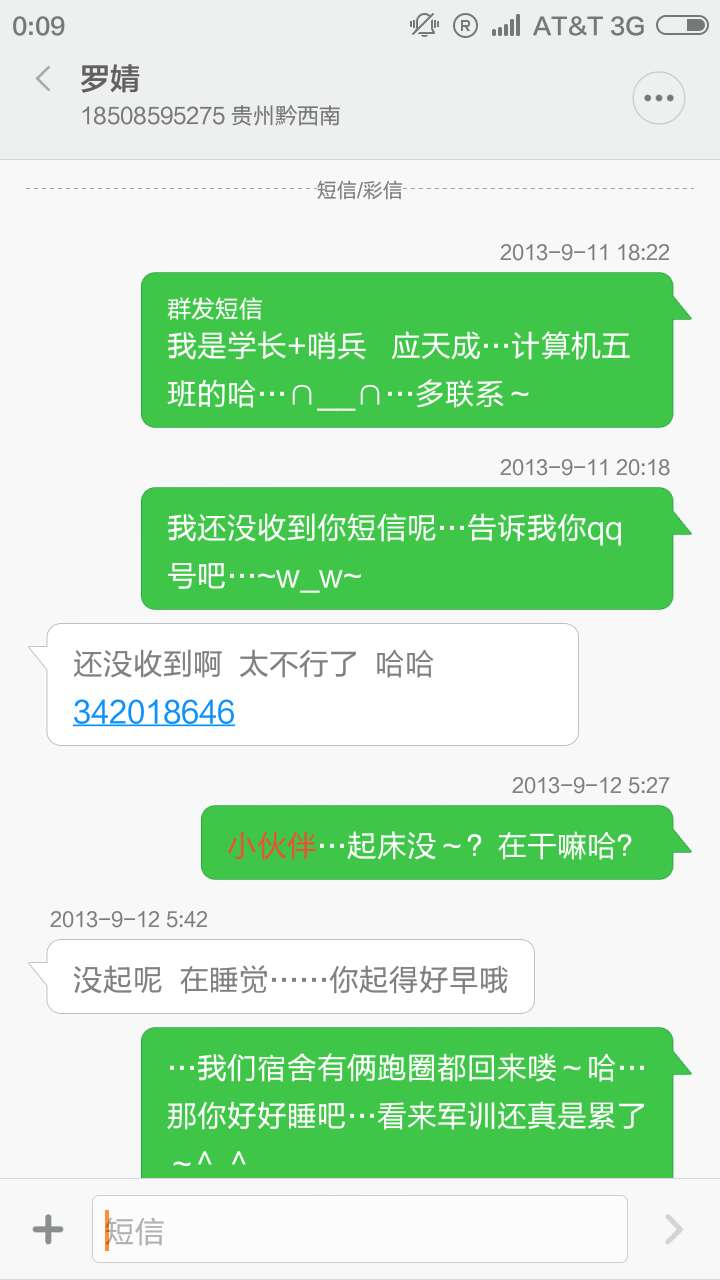 0:09
R AT&T 3G
罗婧
18508595275 贵州黔西南
短信/彩信
2013-9-11 18:22
群发短信
我是学长+哨兵 应天成…计算机五
班的哈…∩__∩…多联系~
2013-9-11 20:18
我还没收到你短信呢…告诉我你qq
号吧…~w_w~
还没收到啊 太不行了 哈哈
342018646
2013-9-12 5:27
小伙伴…起床没~? 在干嘛哈?
2013-9-12 5:42
没起呢 在睡觉……你起得好早哦
…我们宿舍有俩跑圈都回来喽~哈…
那你好好睡吧…看来军训还真是累了
~^ ^
短信